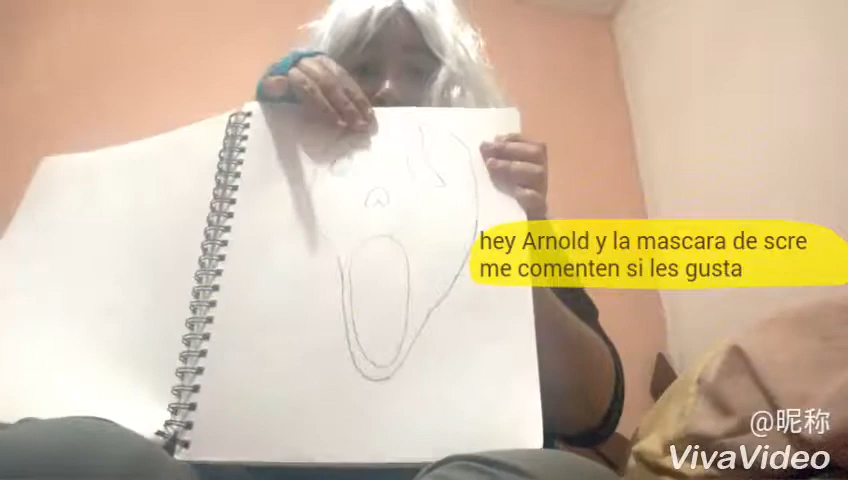 hey Arnold y la mascara de scre
me comenten si les gusta
@昵称
VivaVideo